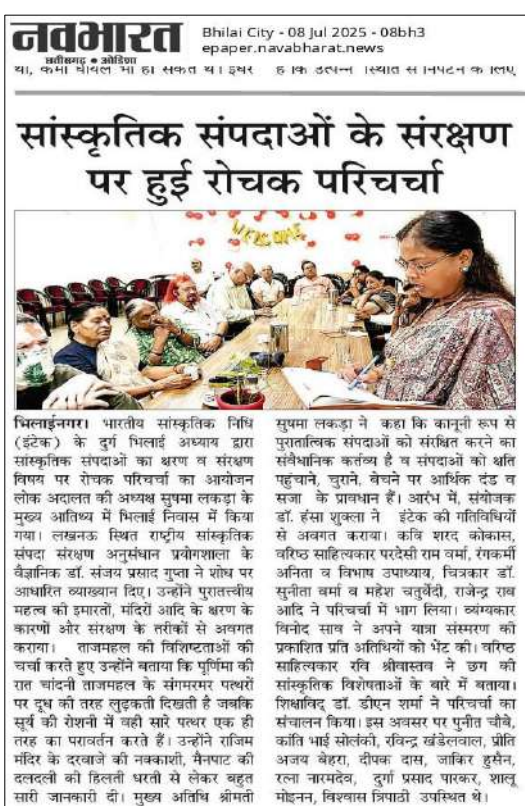 नवभारत
छत्तीसगढ़ • ओडिशा
Bhilai City - 08 Jul 2025 - 08bh3
epaper.navabharat.news
सांस्कृतिक संपदाओं के संरक्षण
पर हुई रोचक परिचर्चा
WELCOME
भिलाईनगर। भारतीय सांस्कृतिक निधि
(इंटेक) के दुर्ग भिलाई अध्याय द्वारा
सांस्कृतिक संपदाओं का क्षरण व संरक्षण
विषय पर रोचक परिचर्चा का आयोजन
लोक अदालत की अध्यक्ष सुषमा लकड़ा के
मुख्य आतिथ्य में भिलाई निवास में किया
गया। लखनऊ स्थित राष्ट्रीय सांस्कृतिक
संपदा संरक्षण अनुसंधान प्रयोगशाला के
वैज्ञानिक डॉ. संजय प्रसाद गुप्ता ने शोध पर
आधारित व्याख्यान दिए। उन्होंने पुरातत्वीय
महत्व की इमारतों, मंदिरों आदि के क्षरण के
कारणों और संरक्षण के तरीकों से अवगत
कराया। ताजमहल की विशिष्टताओं की
चर्चा करते हुए उन्होंने बताया कि पूर्णिमा की
रात चांदनी ताजमहल के संगमरमर पत्थरों
पर दूध की तरह लुढ़कती दिखती है जबकि
सूर्य की रोशनी में वही सारे पत्थर एक ही
तरह का परावर्तन करते हैं। उन्होंने राजिम
मंदिर के दरवाजे की नक्काशी, मैनपाट की
दलदली की हिलती धरती से लेकर बहुत
सारी जानकारी दी। मुख्य अतिथि श्रीमती
सुषमा लकड़ा ने कहा कि कानूनी रूप से
पुरातात्विक संपदाओं को संरक्षित करने का
संवैधानिक कर्तव्य है व संपदाओं को क्षति
पहुंचाने, चुराने, बेचने पर आर्थिक दंड व
सजा के प्रावधान हैं। आरंभ में, संयोजक
डॉ. हंसा शुक्ला ने इंटेक की गतिविधियों
से अवगत कराया। कवि शरद कोकास,
वरिष्ठ साहित्यकार परदेसी राम वर्मा, रंगकर्मी
अनिता व विभाष उपाध्याय, चित्रकार डॉ.
सुनीता वर्मा व महेश चतुर्वेदी, राजेन्द्र राव
आदि ने परिचर्चा में भाग लिया। व्यंग्यकार
विनोद साव ने अपने यात्रा संस्मरण की
प्रकाशित प्रति अतिथियों को भेंट की। वरिष्ठ
साहित्यकार रवि श्रीवास्तव ने छग की
सांस्कृतिक विशेषताओं के बारे में बताया।
शिक्षाविद् डॉ. डीएन शर्मा ने परिचर्चा का
संचालन किया। इस अवसर पर पुनीत चौबे,
कांति भाई सोलंकी, रविन्द्र खंडेलवाल, प्रीति
अजय बेहरा, दीपक दास, जाकिर हुसैन,
रत्ना नारमदेव, दुर्गा प्रसाद पारकर, शालू
मोहनन, विश्वास त्रिपाठी उपस्थित थे।